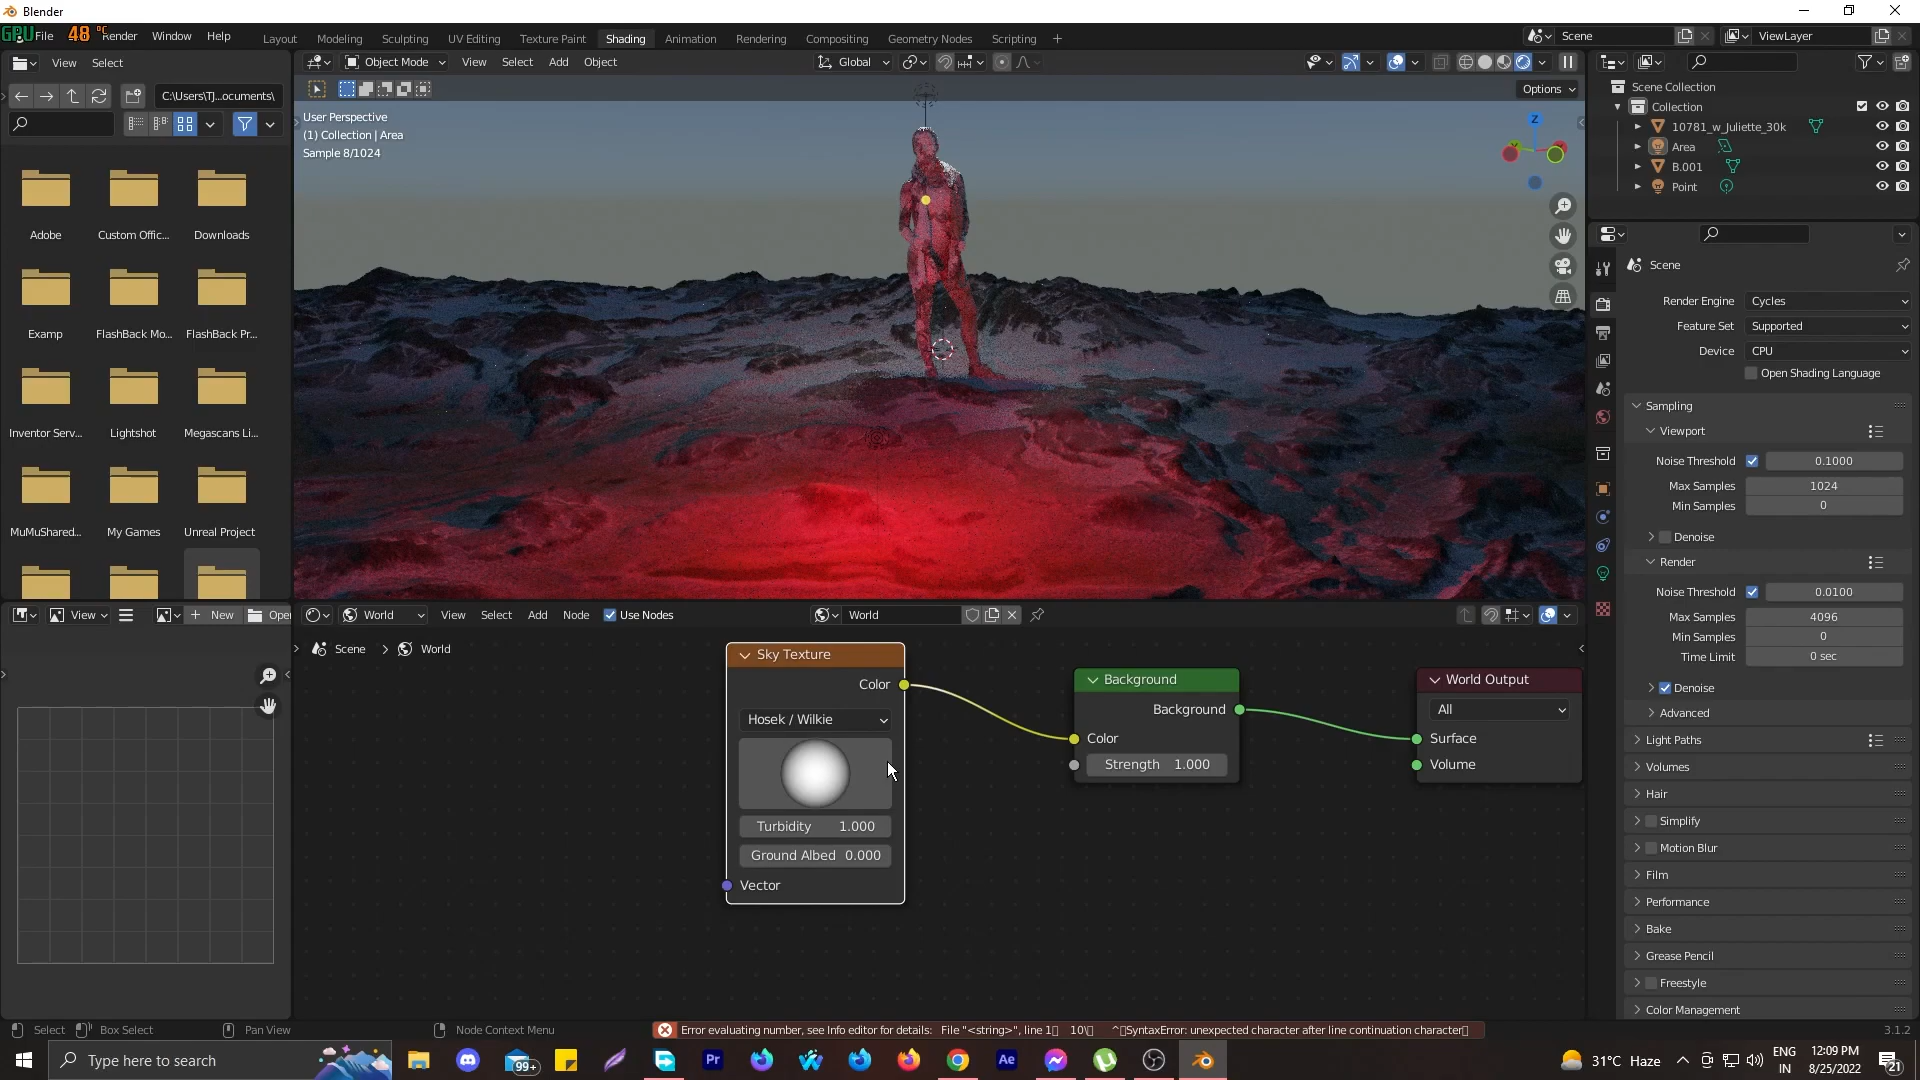 Blender
GPU 48 °C
File Render Window Help
Layout Modeling Sculpting UV Editing Texture Paint Shading Animation Rendering Compositing Geometry Nodes Scripting +
Scene
ViewLayer
View Select
Object Mode View Select Add Object
Global
C:\Users\TJ...ocuments\
Options
User Perspective
(1) Collection | Area
Sample 8/1024
Z
Adobe Custom Offic... Downloads
Examp FlashBack Mo... FlashBack Pr...
Inventor Serv... Lightshot Megascans Li...
MuMuShared... My Games Unreal Project
Scene Collection
Collection
10781_w_Juliette_30k
Area
B.001
Point
Scene
Render Engine Cycles
Feature Set Supported
Device CPU
Open Shading Language
Sampling
Viewport
Noise Threshold 0.1000
Max Samples 1024
Min Samples 0
Denoise
Render
Noise Threshold 0.0100
Max Samples 4096
Min Samples 0
Time Limit 0 sec
Denoise
Advanced
Light Paths
Volumes
Hair
Simplify
Motion Blur
Film
Performance
Bake
Grease Pencil
Freestyle
Color Management
View
+ New Open
World View Select Add Node Use Nodes
World
Scene > World
Sky Texture
Color
Hosek / Wilkie
Turbidity 1.000
Ground Albed 0.000
Vector
Background
Background
Color
Strength 1.000
World Output
All
Surface
Volume
Select Box Select Pan View Node Context Menu
Error evaluating number, see Info editor for details: File "<string>", line 1 10\ ^SyntaxError: unexpected character after line continuation character
3.1.2
Type here to search
99+
Pr
Ae
31°C Haze
ENG
IN
12:09 PM
8/25/2022
21